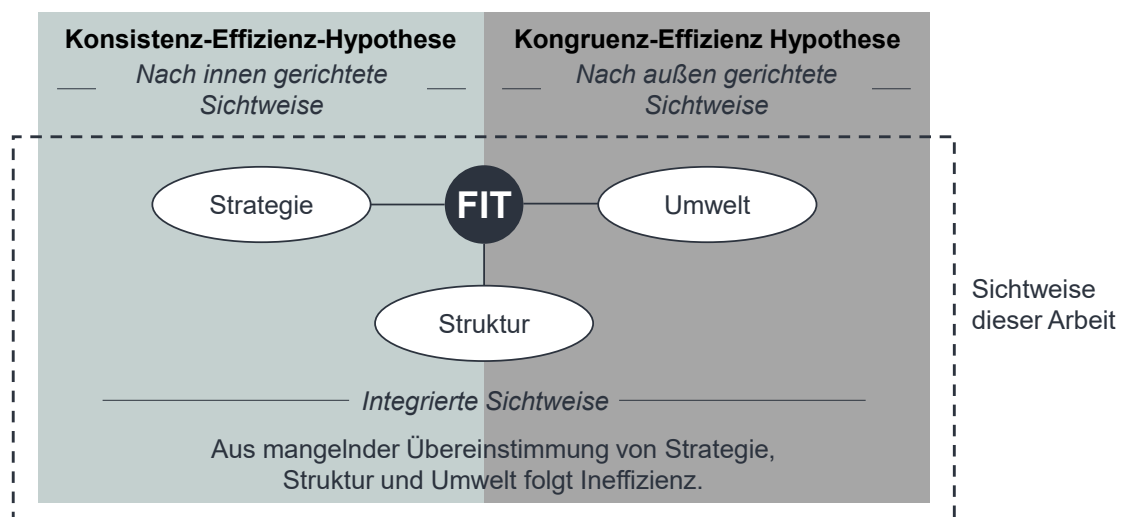 Konsistenz-Effizienz-Hypothese
Kongruenz-Effizienz Hypothese
Nach innen gerichtete
Sichtweise
Nach außen gerichtete
Sichtweise
Strategie
FIT
Umwelt
Struktur
Sichtweise
dieser Arbeit
Integrierte Sichtweise
Aus mangelnder Übereinstimmung von Strategie,
Struktur und Umwelt folgt Ineffizienz.